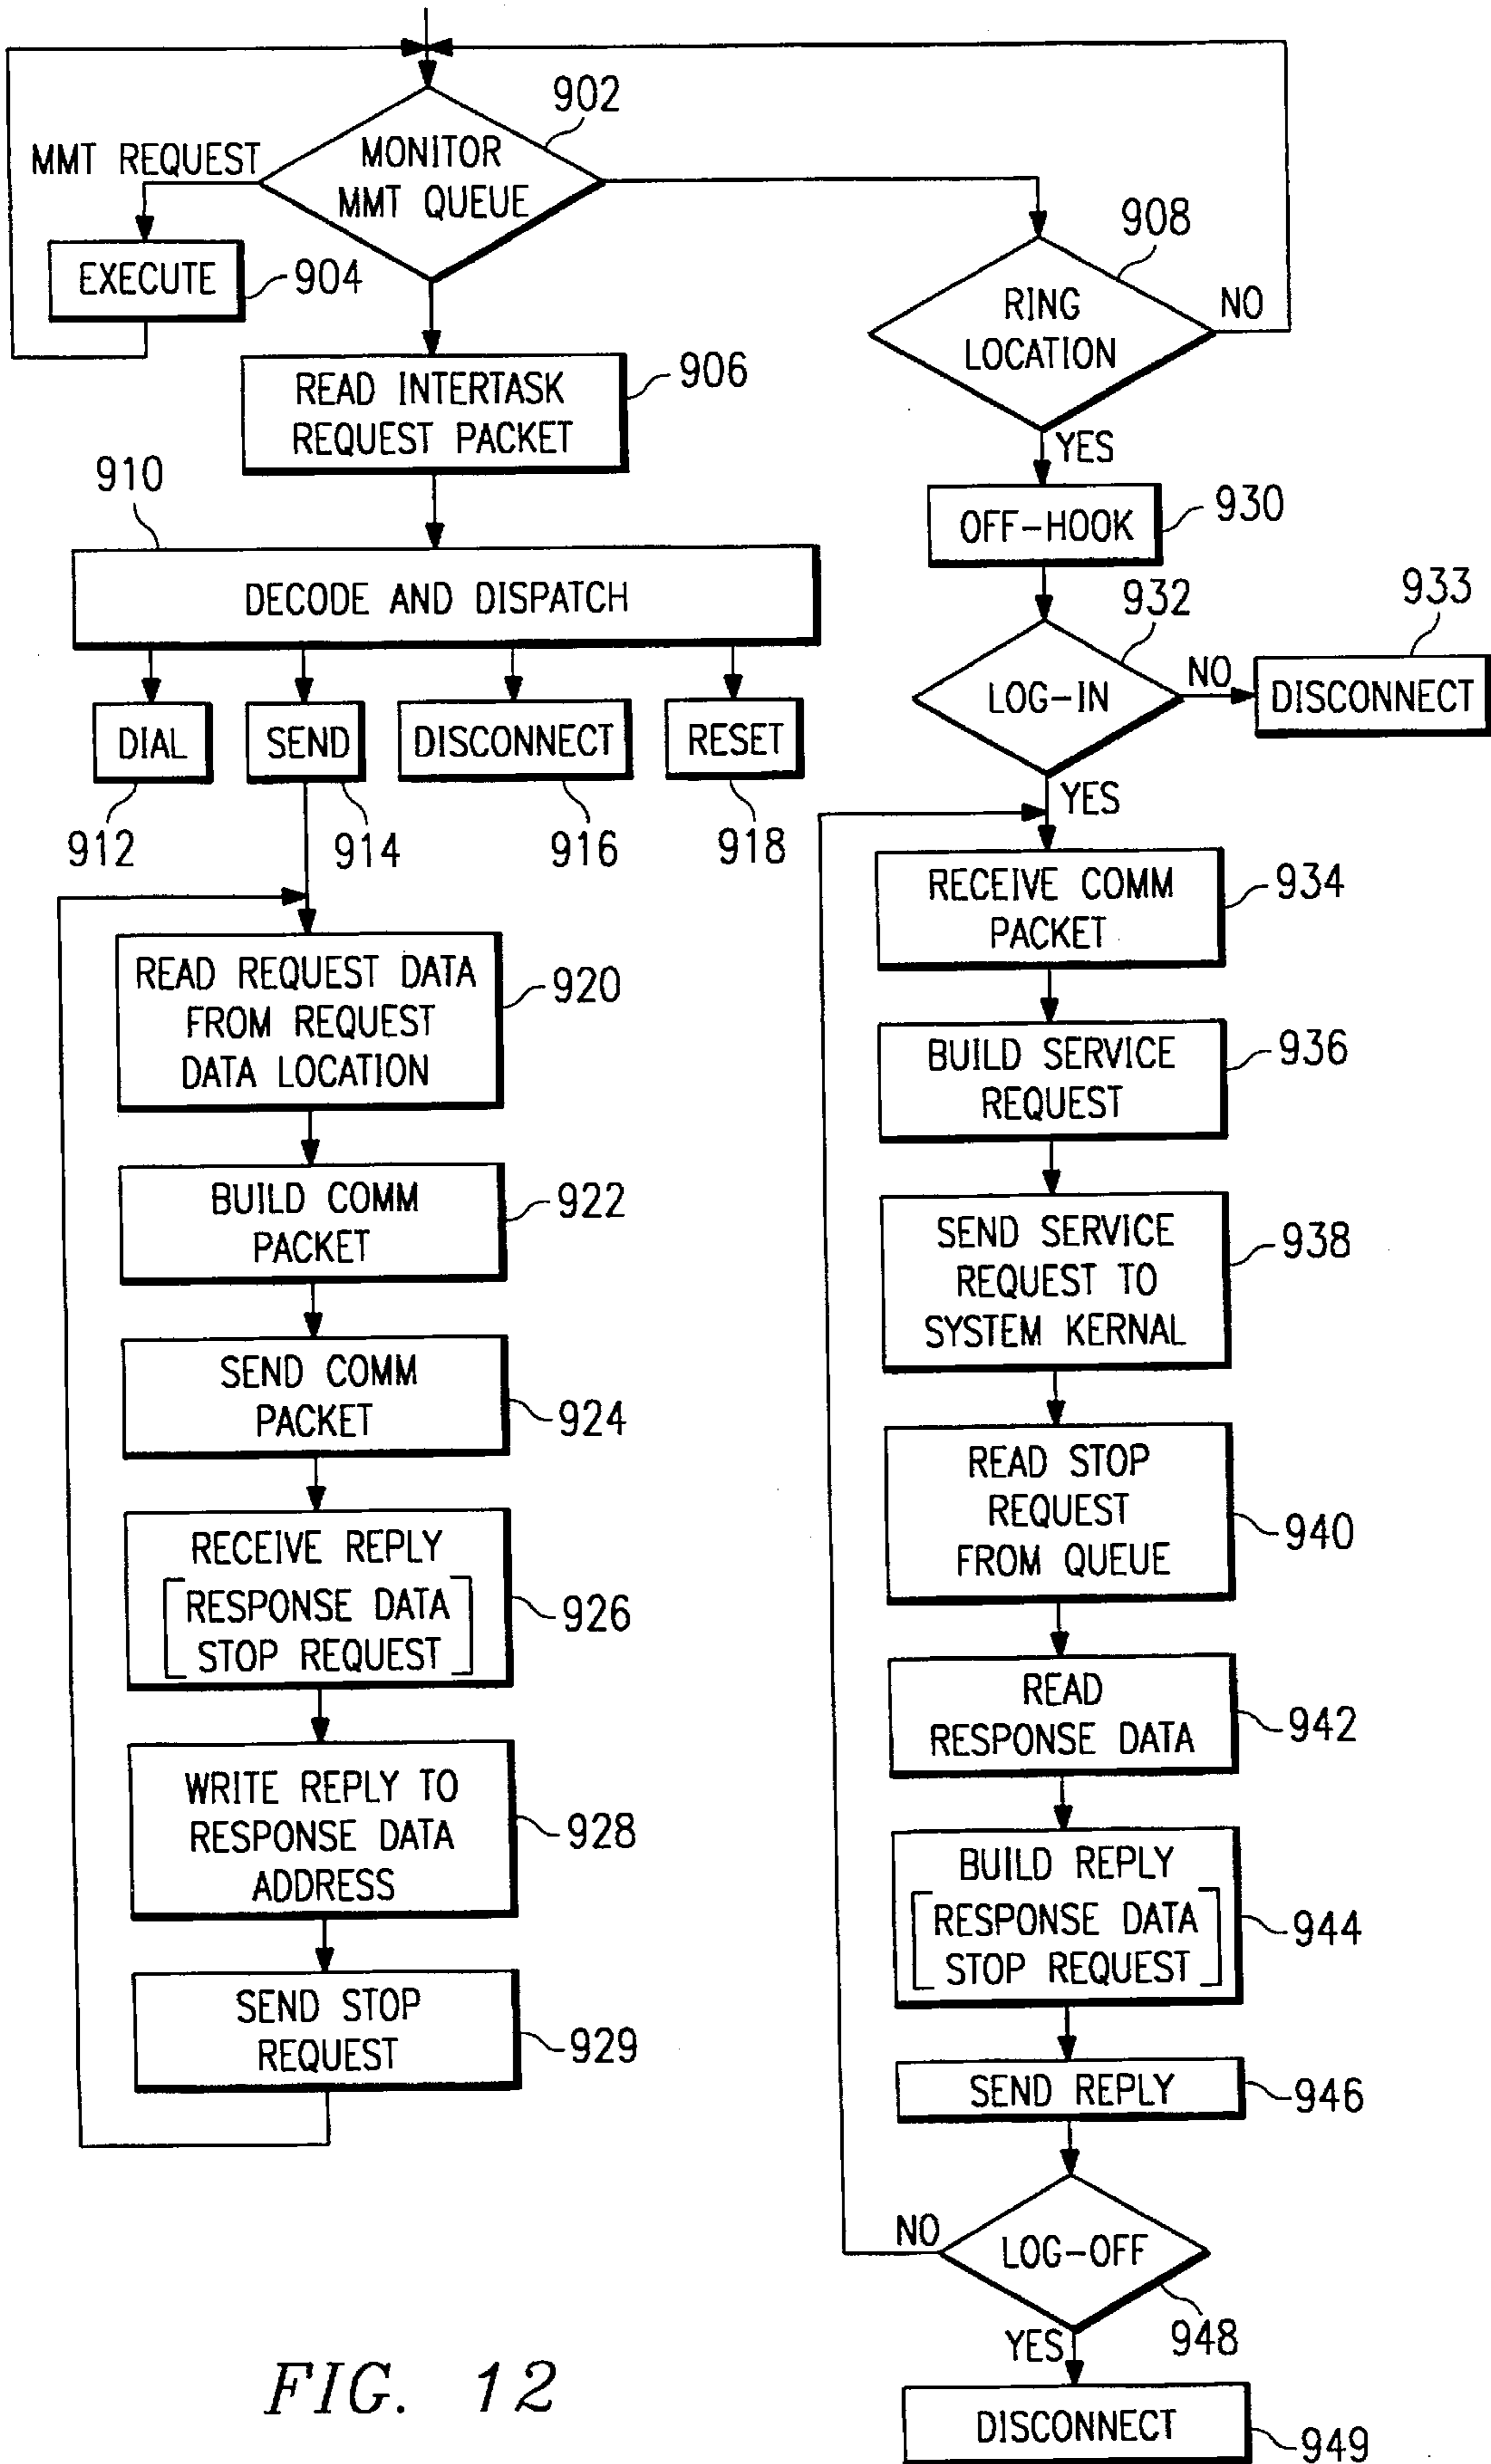 902
MMT REQUEST
MONITOR
MMT QUEUE
EXECUTE
904
908
RING
LOCATION
NO
YES
READ INTERTASK
REQUEST PACKET
906
910
DECODE AND DISPATCH
DIAL
SEND
DISCONNECT
RESET
912
914
916
918
READ REQUEST DATA
FROM REQUEST
DATA LOCATION
920
BUILD COMM
PACKET
922
SEND COMM
PACKET
924
RECEIVE REPLY
RESPONSE DATA
STOP REQUEST
926
WRITE REPLY TO
RESPONSE DATA
ADDRESS
928
SEND STOP
REQUEST
929
OFF-HOOK
930
932
LOG-IN
NO
933
DISCONNECT
YES
RECEIVE COMM
PACKET
934
BUILD SERVICE
REQUEST
936
SEND SERVICE
REQUEST TO
SYSTEM KERNAL
938
READ STOP
REQUEST
FROM QUEUE
940
READ
RESPONSE DATA
942
BUILD REPLY
RESPONSE DATA
STOP REQUEST
944
SEND REPLY
946
NO
LOG-OFF
948
YES
DISCONNECT
949
FIG. 12